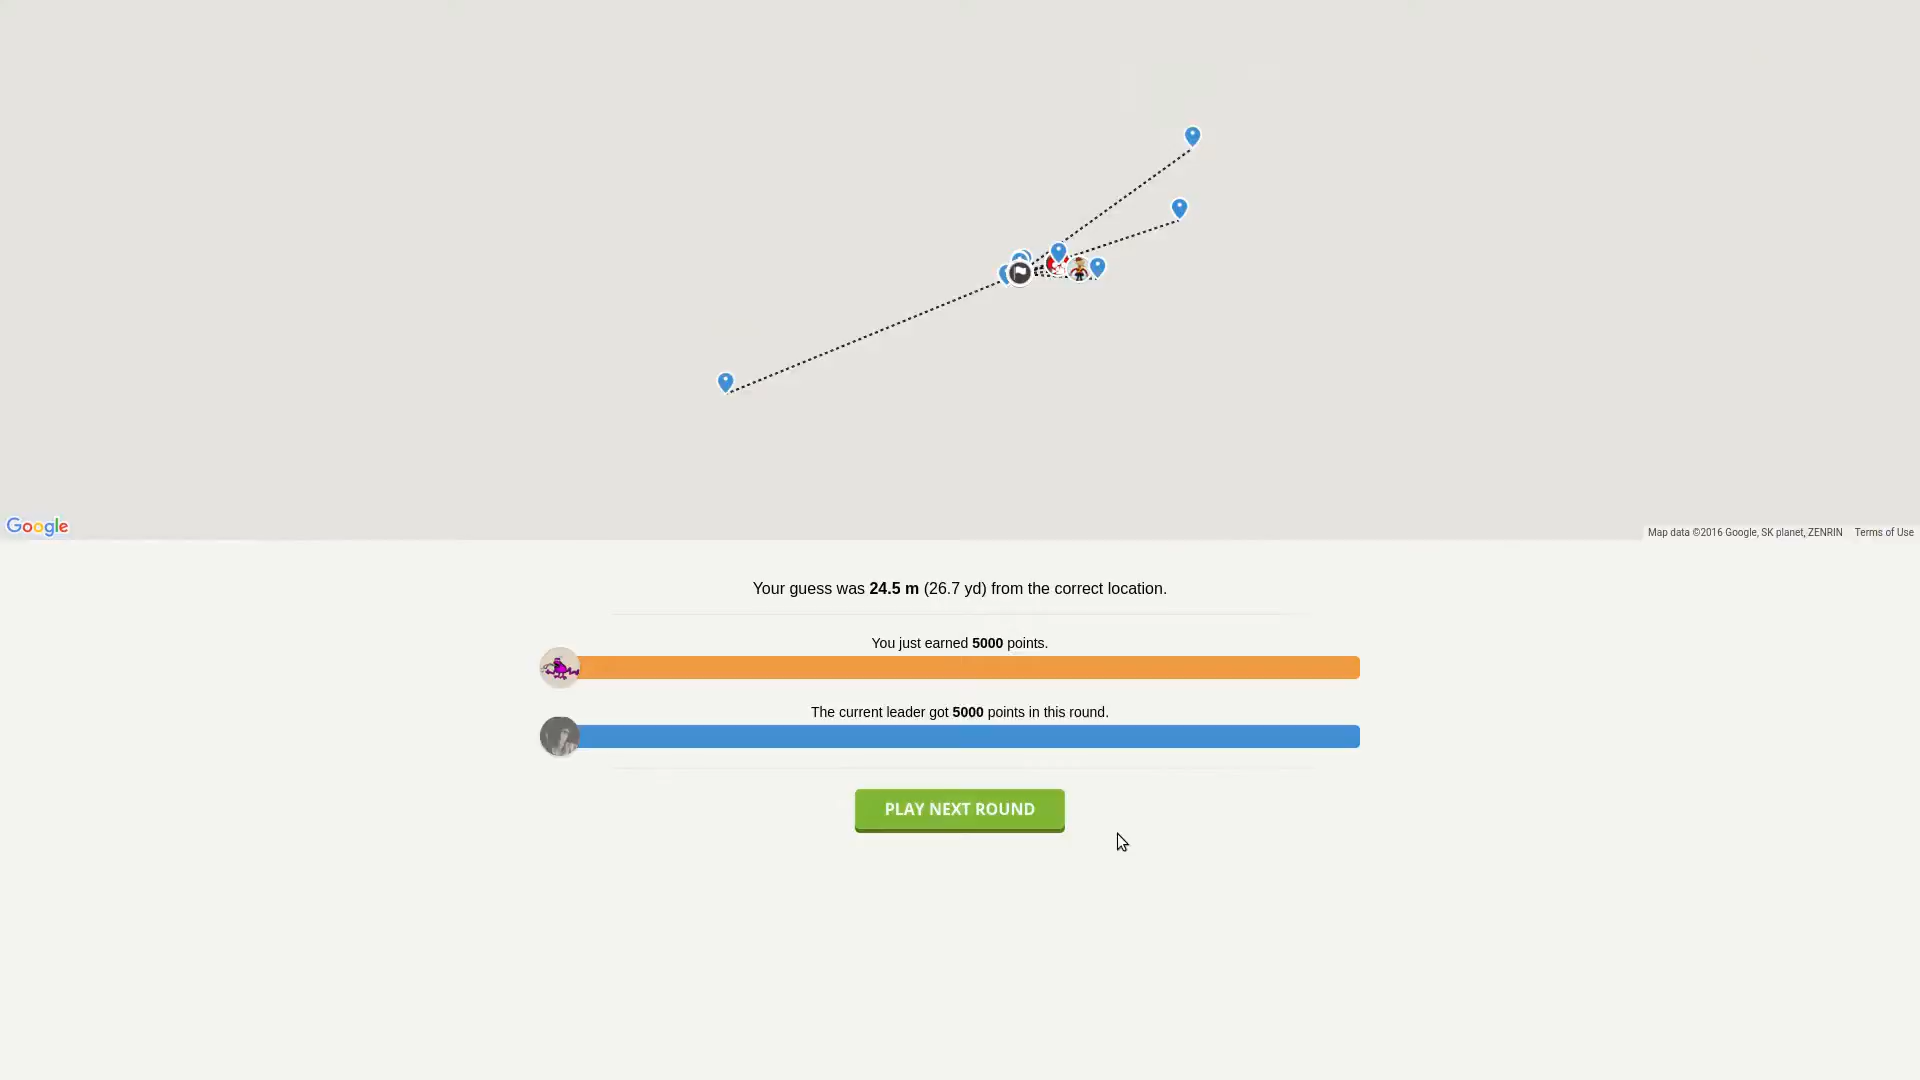 Google
Map data ©2016 Google, SK planet, ZENRIN Terms of Use
Your guess was 24.5 m (26.7 yd) from the correct location.
You just earned 5000 points.
The current leader got 5000 points in this round.
PLAY NEXT ROUND